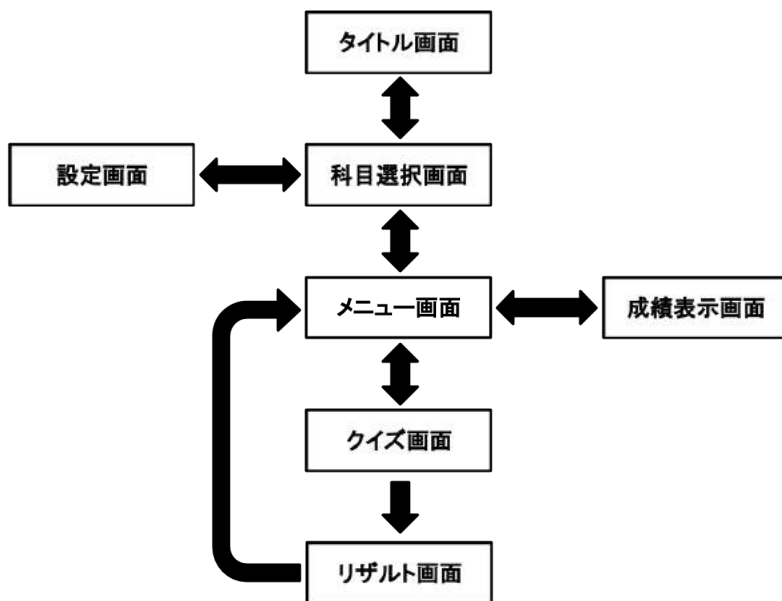 タイトル画面
設定画面
科目選択画面
メニュー画面
成績表示画面
クイズ画面
リザルト画面